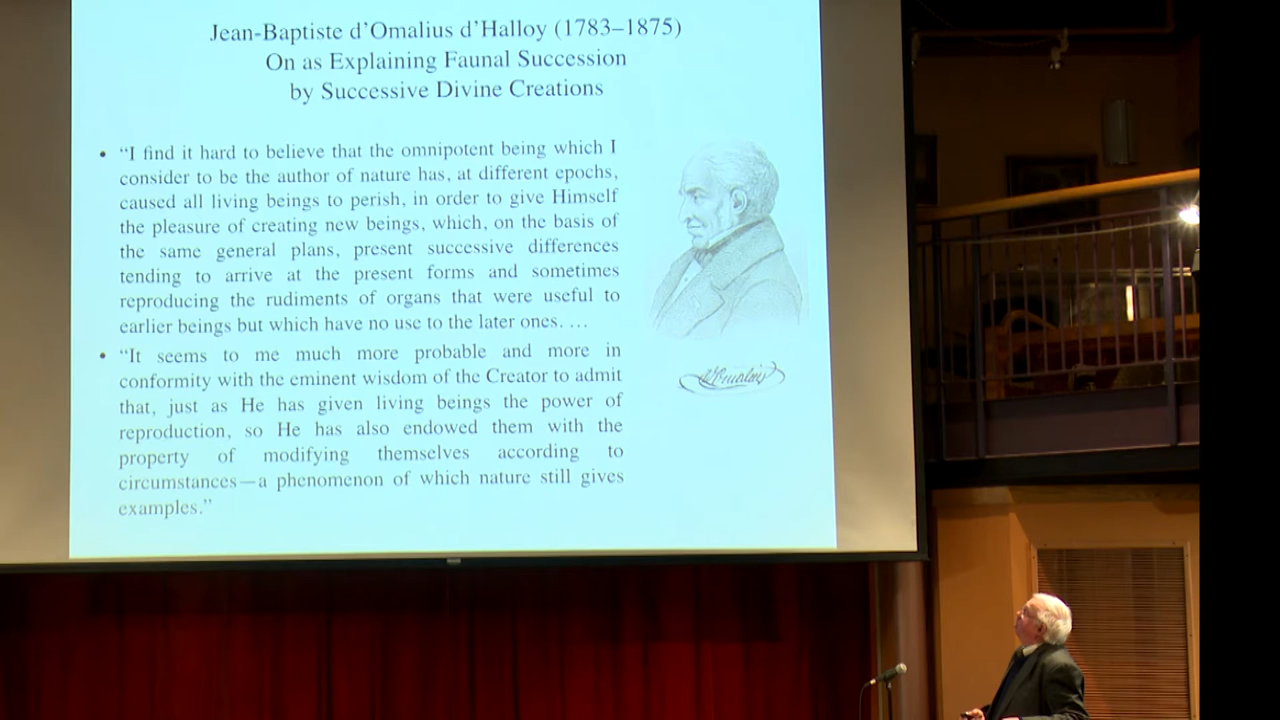 Jean-Baptiste d’Omalius d’Halloy (1783–1875)
On as Explaining Faunal Succession
by Successive Divine Creations
• “I find it hard to believe that the omnipotent being which I
consider to be the author of nature has, at different epochs,
caused all living beings to perish, in order to give Himself
the pleasure of creating new beings, which, on the basis of
the same general plans, present successive differences
tending to arrive at the present forms and sometimes
reproducing the rudiments of organs that were useful to
earlier beings but which have no use to the later ones. …
• “It seems to me much more probable and more in
conformity with the eminent wisdom of the Creator to admit
that, just as He has given living beings the power of
reproduction, so He has also endowed them with the
property of modifying themselves according to
circumstances—a phenomenon of which nature still gives
examples.”